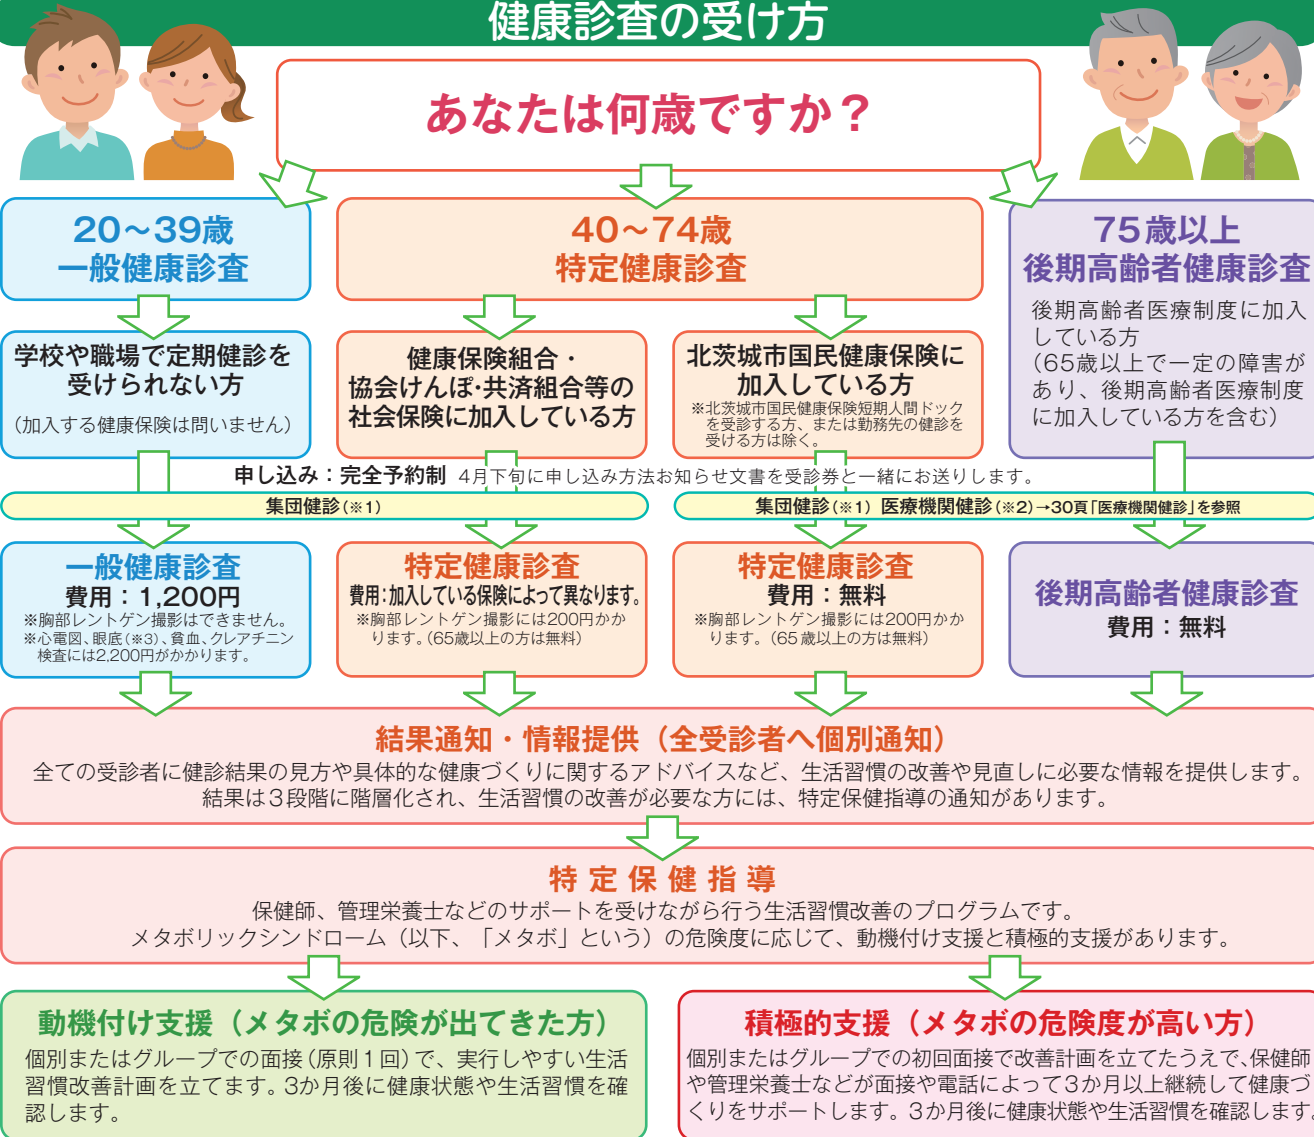 健康診査の受け方
あなたは何歳ですか？
20～39歳
一般健康診査
学校や職場で定期健診を
受けられない方
（加入する健康保険は問いません）
40～74歳
特定健康診査
健康保険組合・
協会けんぽ・共済組合等の
社会保険に加入している方
北茨城市国民健康保険に
加入している方
※北茨城市国民健康保険短期人間ドック
を受診する方、または勤務先の健診を
受ける方は除く。
75歳以上
後期高齢者健康診査
後期高齢者医療制度に加入
している方
（65歳以上で一定の障害が
あり、後期高齢者医療制度
に加入している方を含む）
申し込み：完全予約制 4月下旬に申し込み方法お知らせ文書を受診券と一緒にお送りします。
集団健診（※1）
集団健診（※1） 医療機関健診（※2）→30頁「医療機関健診」を参照
一般健康診査
費用：1,200円
※胸部レントゲン撮影はできません。
※心電図、眼底（※3）、貧血、クレアチニン
検査には2,200円がかかります。
特定健康診査
費用：加入している保険によって異なります。
※胸部レントゲン撮影には200円かか
ります。（65歳以上の方は無料）
特定健康診査
費用：無料
※胸部レントゲン撮影には200円かか
ります。（65歳以上の方は無料）
後期高齢者健康診査
費用：無料
結果通知・情報提供（全受診者へ個別通知）
全ての受診者に健診結果の見方や具体的な健康づくりに関するアドバイスなど、生活習慣の改善や見直しに必要な情報を提供します。
結果は３段階に階層化され、生活習慣の改善が必要な方には、特定保健指導の通知があります。
特定保健指導
保健師、管理栄養士などのサポートを受けながら行う生活習慣改善のプログラムです。
メタボリックシンドローム（以下、「メタボ」という）の危険度に応じて、動機付け支援と積極的支援があります。
動機付け支援（メタボの危険が出てきた方）
個別またはグループでの面接（原則１回）で、実行しやすい生活
習慣改善計画を立てます。3か月後に健康状態や生活習慣を確
認します。
積極的支援（メタボの危険度が高い方）
個別またはグループでの初回面接で改善計画を立てたうえで、保健師
や管理栄養士などが面接や電話によって３か月以上継続して健康づ
くりをサポートします。３か月後に健康状態や生活習慣を確認します。